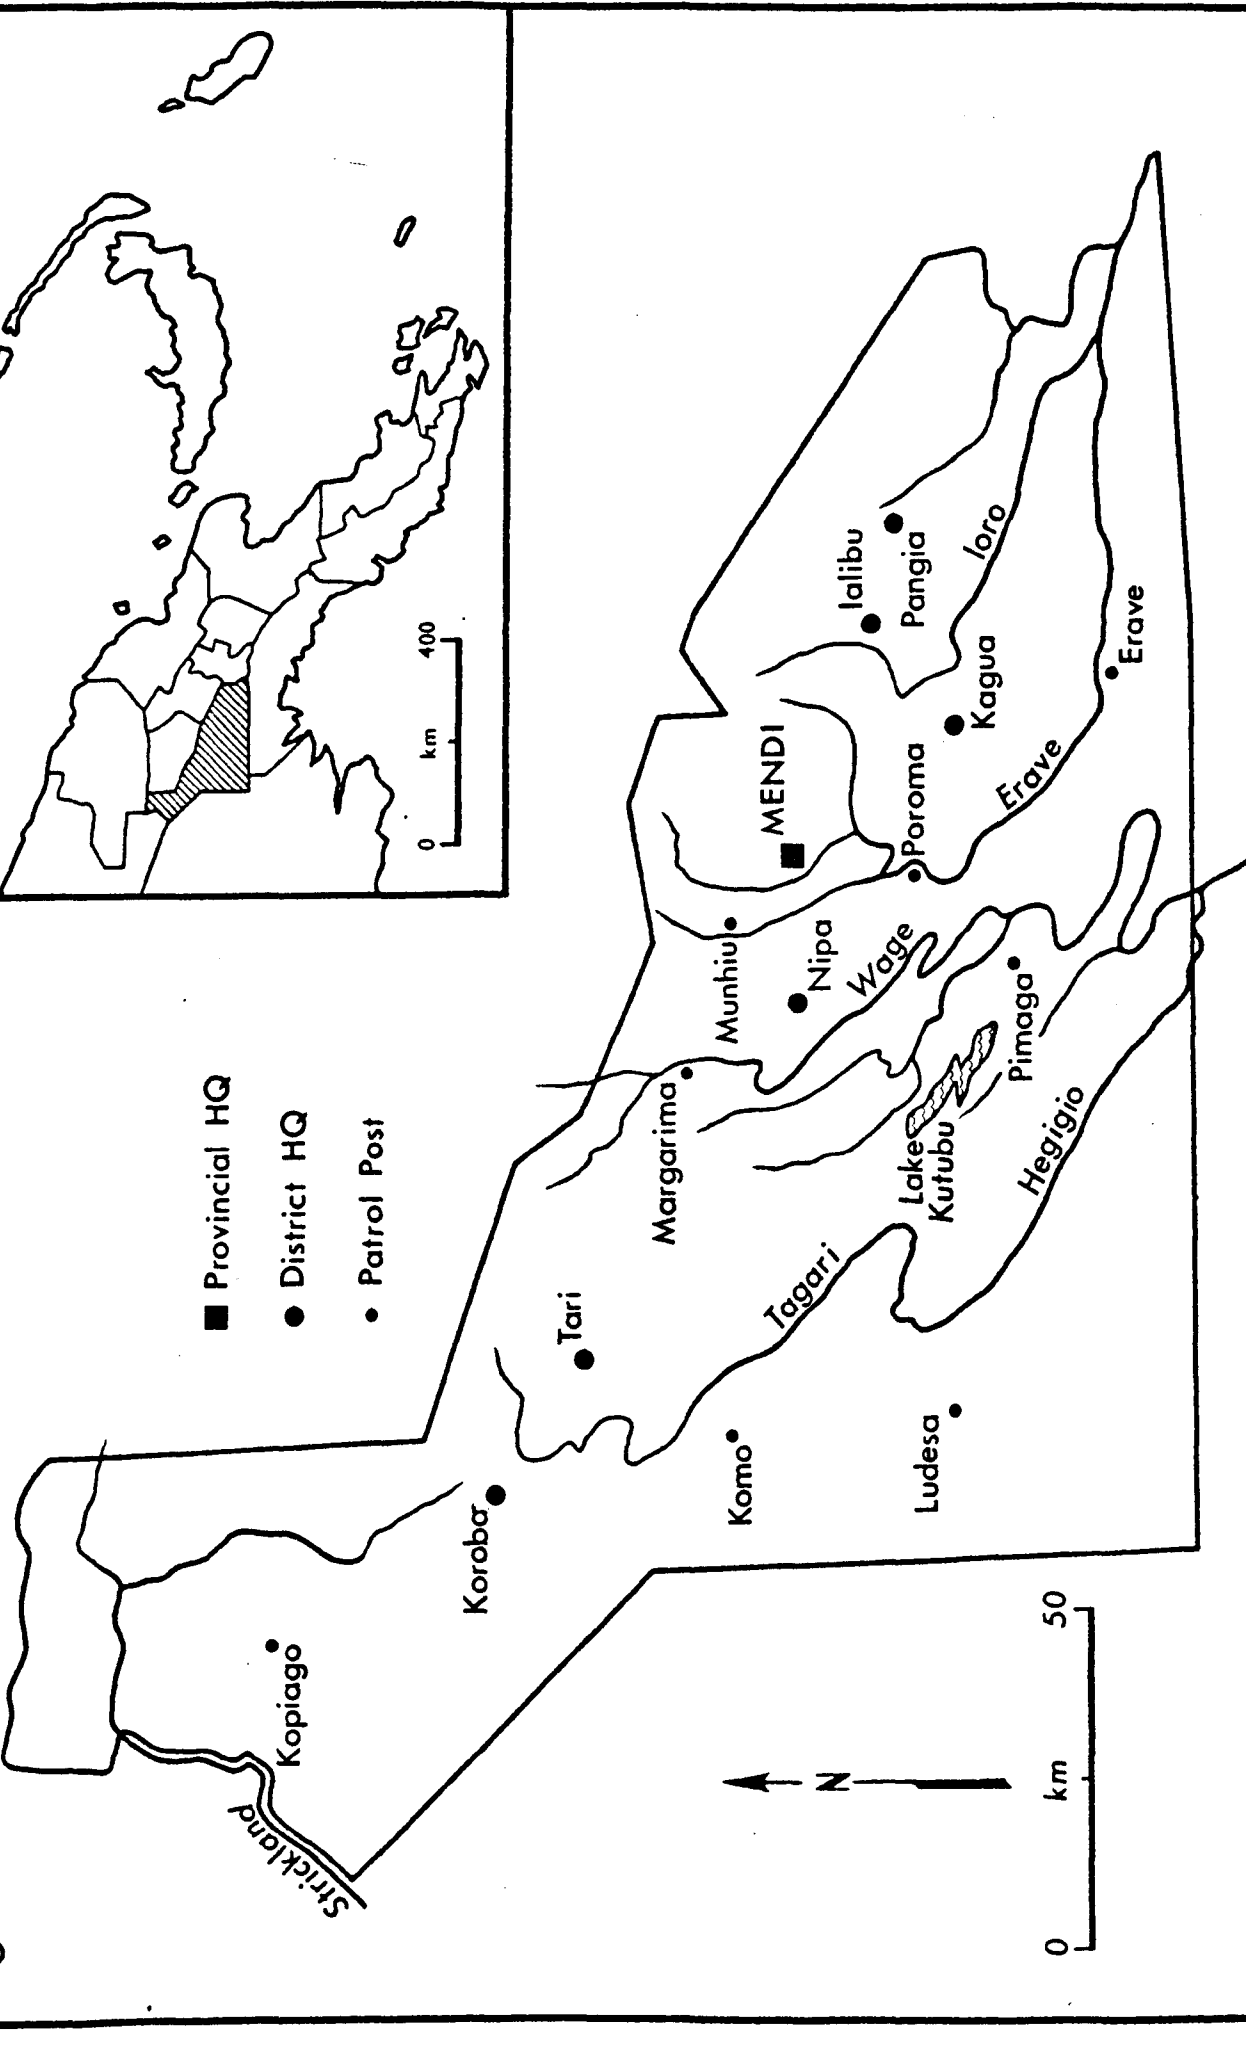 400
km
0
Provincial HQ
District HQ
Patrol Post
Strickland
Kopiago
Koroba
Tari
Komo
Ludesa
Tagari
Margarima
Munhiu
Nipa
Wage
Lake
Kutubu
Pimaga
Hegigio
MENDI
Poroma
Ialibu
Pangia
Ioro
Kagua
Erave
Erave
N
0
km
50